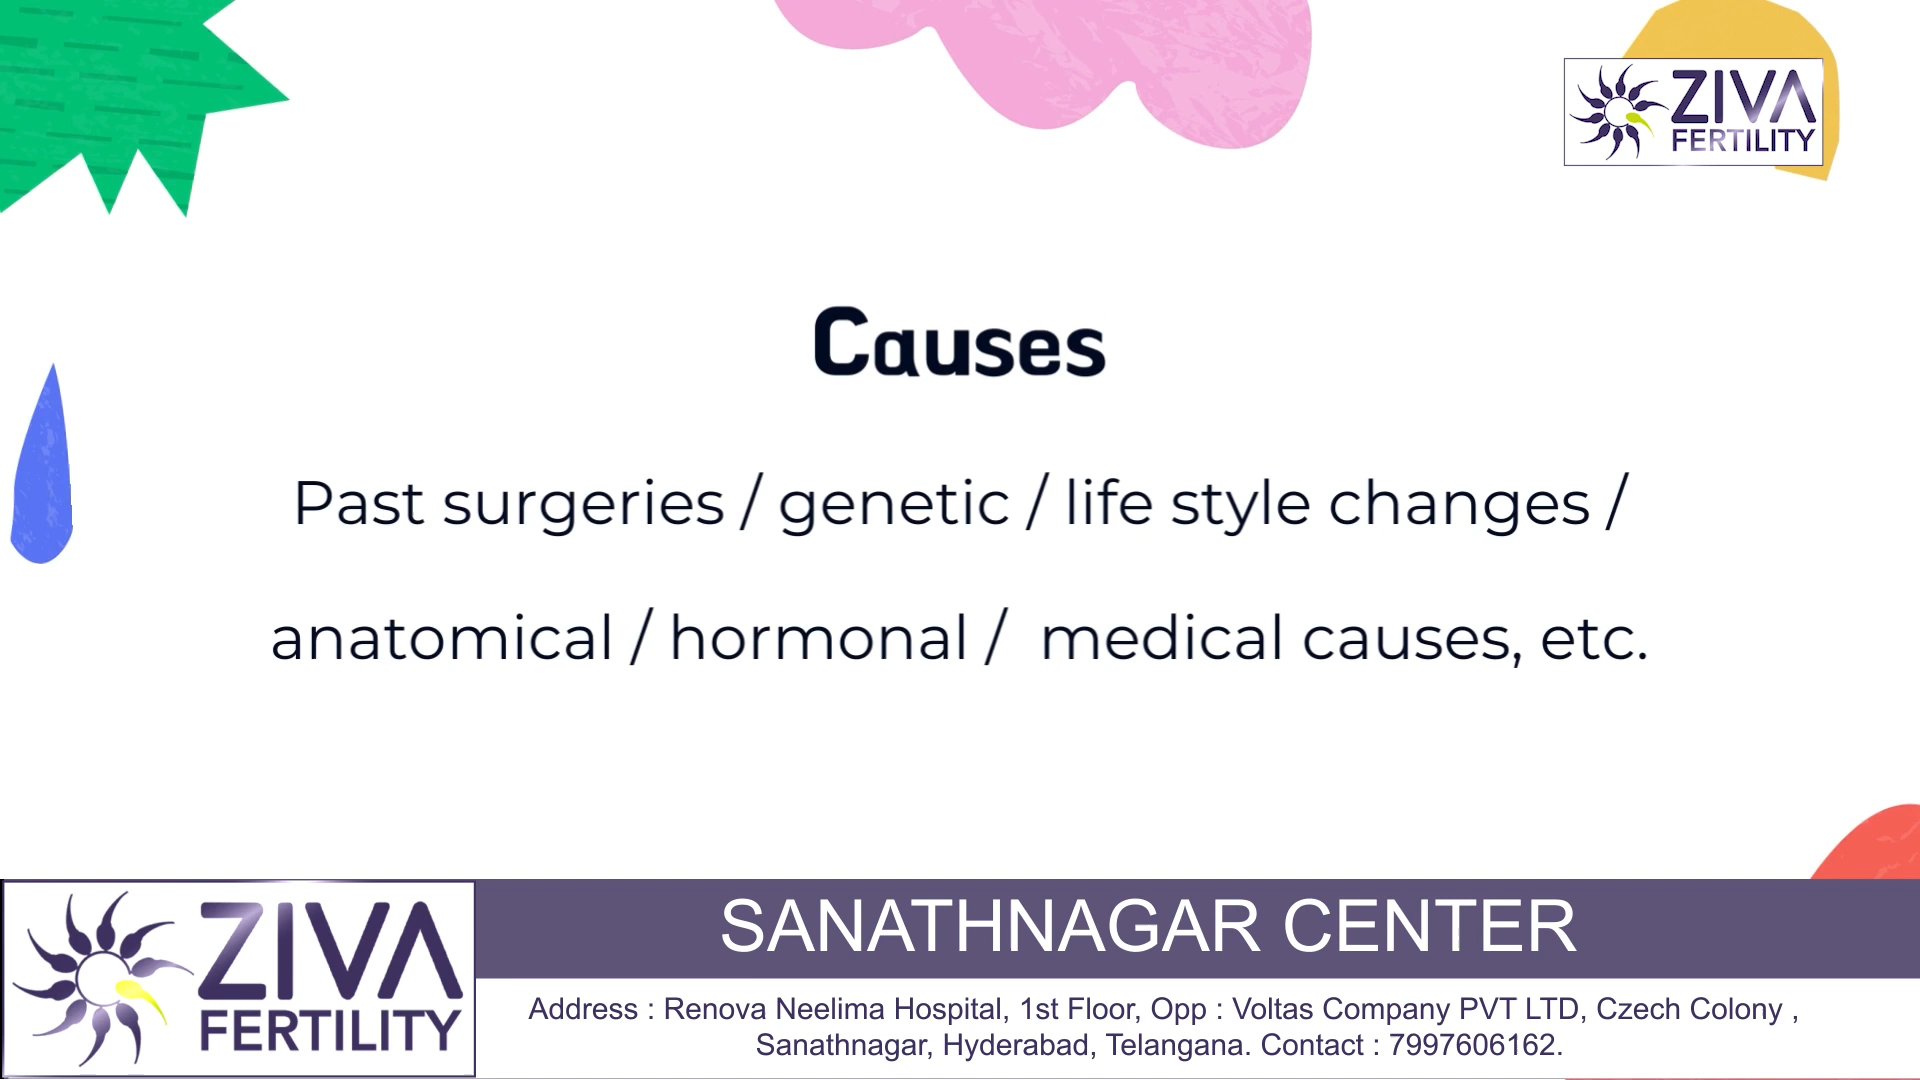 ZIVA
FERTILITY
Causes
Past surgeries / genetic / life style changes /
anatomical / hormonal / medical causes, etc.
ZIVA
FERTILITY
SANATHNAGAR CENTER
Address : Renova Neelima Hospital, 1st Floor, Opp : Voltas Company PVT LTD, Czech Colony ,
Sanathnagar, Hyderabad, Telangana. Contact : 7997606162.